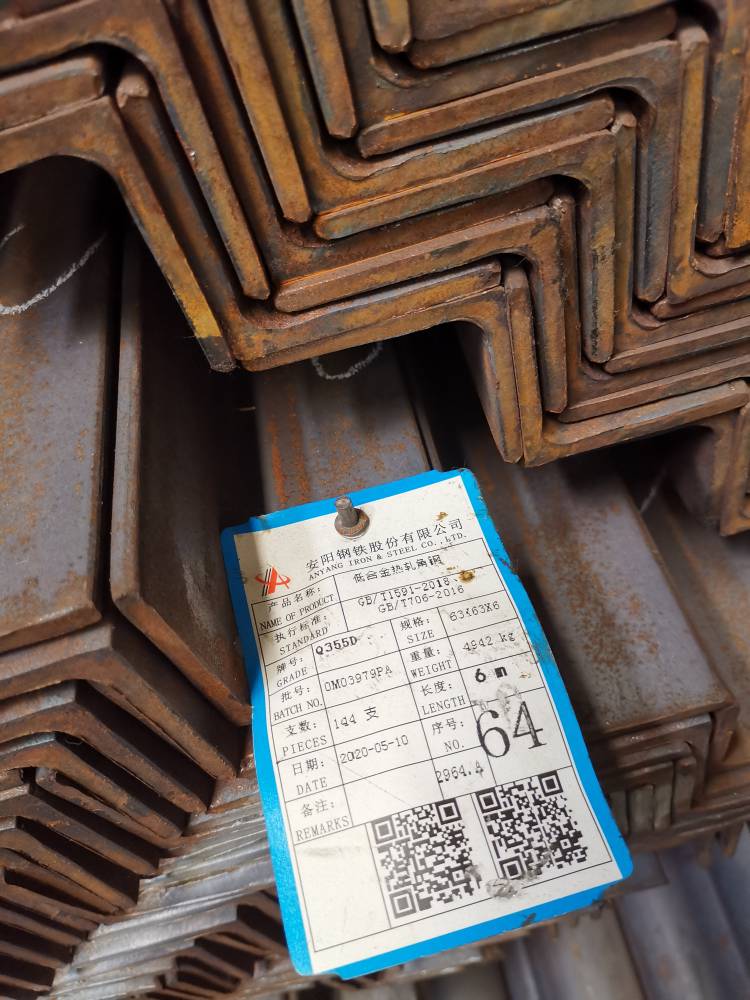 安阳钢铁股份有限公司
ANYANG IRON & STEEL CO.,LTD.
产品名称: 低合金热轧角钢
NAME OF PRODUCT
执行标准: GB/T1591-2018
STANDARD GB/T706-2016
牌号: Q355D 规格: 63X63X6
GRADE SIZE
批号: 0M03979PA 重量: 4942 kg
BATCH NO. WEIGHT
支数: 144 支 长度: 6 m
PIECES LENGTH
日期: 2020-05-10 序号: 64
DATE NO.
备注:
REMARKS